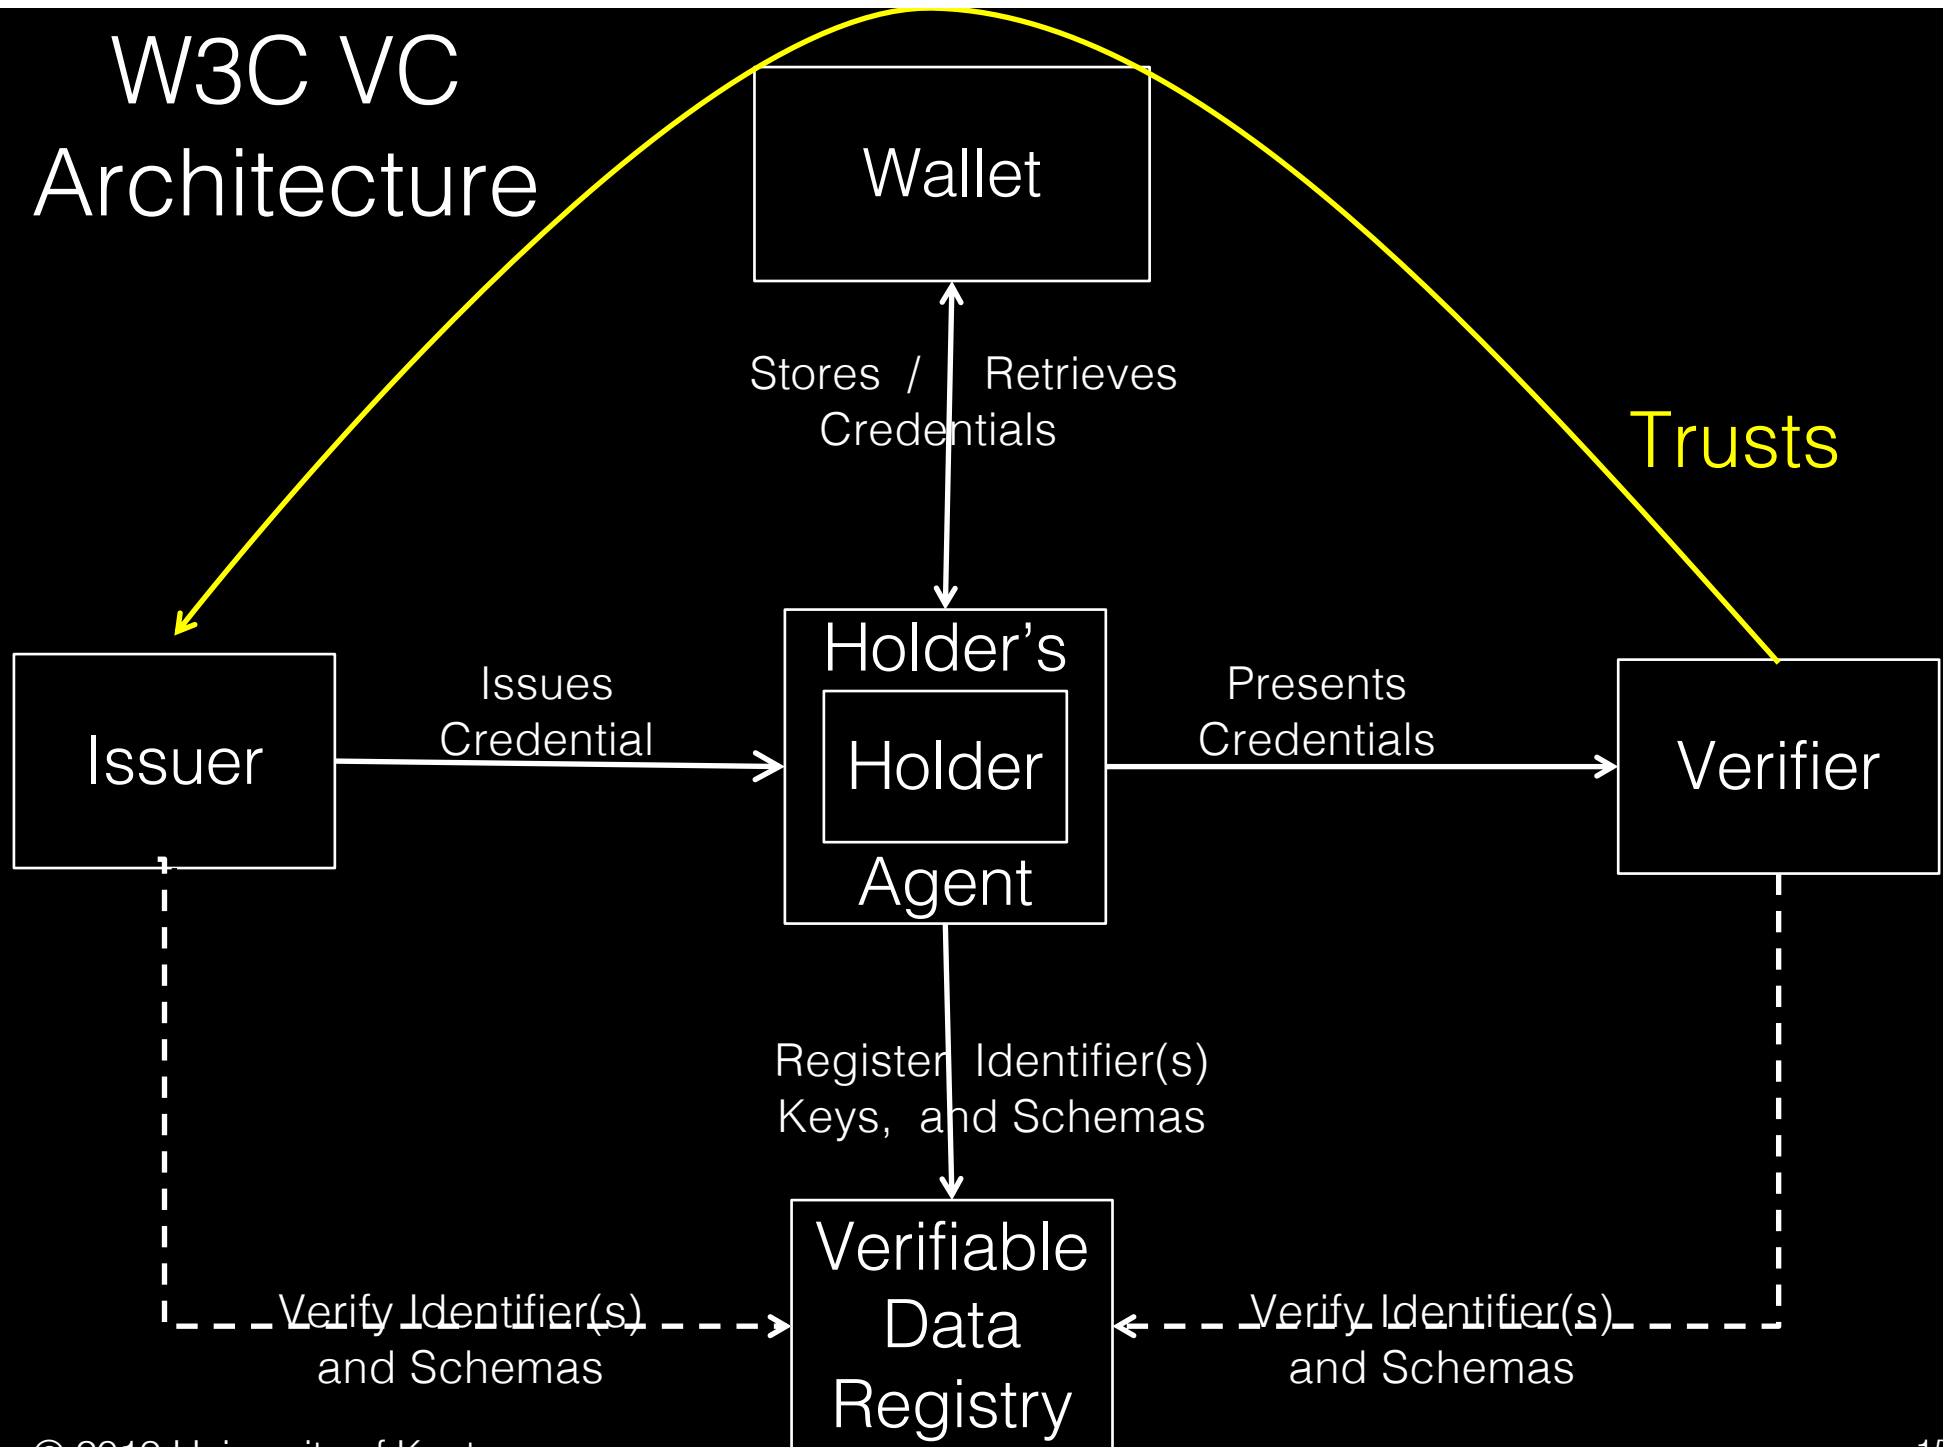 W3C VC
Architecture
Wallet
Stores / Retrieves
Credentials
Trusts
Issuer
Issues
Credential
Holder's
Holder
Agent
Presents
Credentials
Verifier
Register Identifier(s)
Keys, and Schemas
Verify Identifier(s)
and Schemas
Verifiable
Data
Registry
Verify Identifier(s)
and Schemas